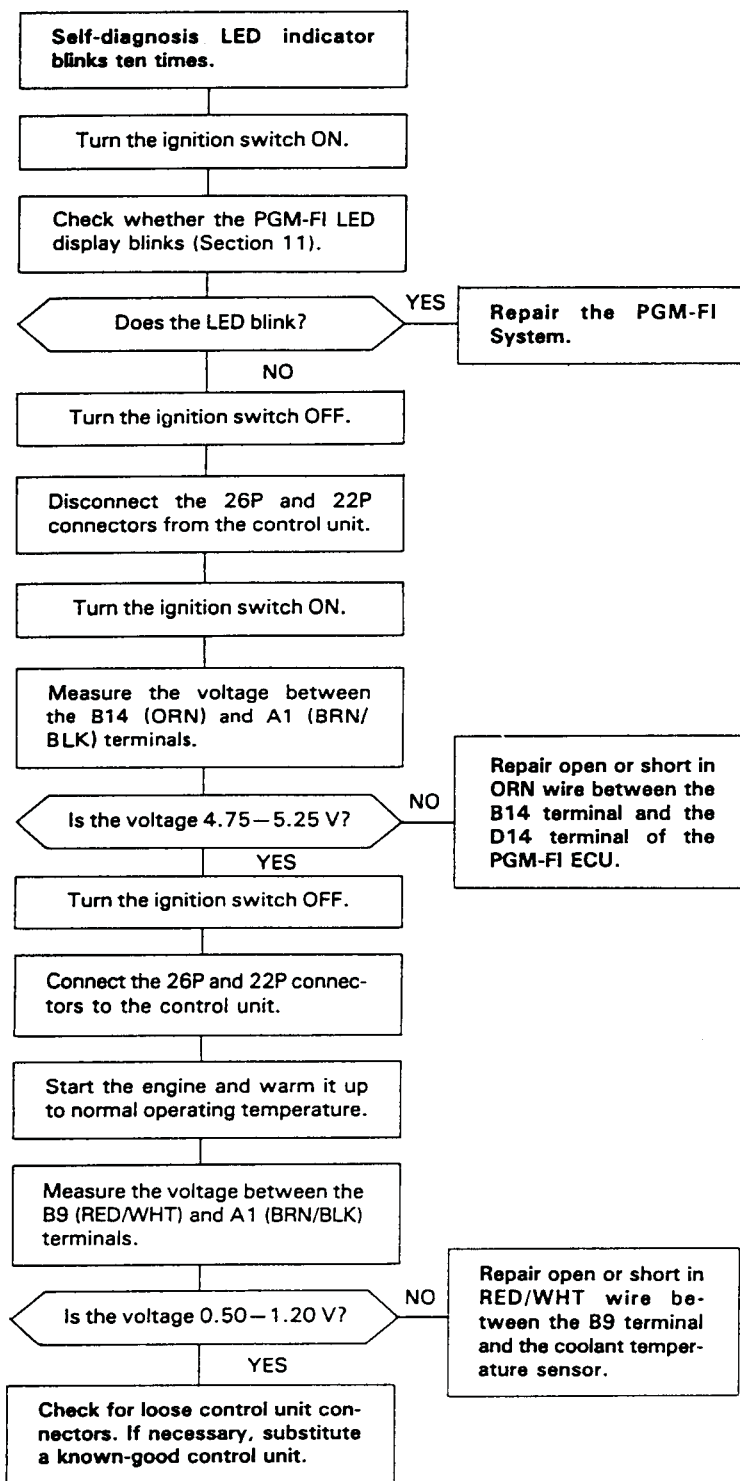 Self-diagnosis LED indicator
blinks ten times.
Turn the ignition switch ON.
Check whether the PGM-FI LED
display blinks (Section 11).
Does the LED blink?
YES
Repair the PGM-FI
System.
NO
Turn the ignition switch OFF.
Disconnect the 26P and 22P
connectors from the control unit.
Turn the ignition switch ON.
Measure the voltage between
the B14 (ORN) and A1 (BRN/
BLK) terminals.
Is the voltage 4.75—5.25 V?
NO
Repair open or short in
ORN wire between the
B14 terminal and the
D14 terminal of the
PGM-FI ECU.
YES
Turn the ignition switch OFF.
Connect the 26P and 22P connec-
tors to the control unit.
Start the engine and warm it up
to normal operating temperature.
Measure the voltage between the
B9 (RED/WHT) and A1 (BRN/BLK)
terminals.
Is the voltage 0.50—1.20 V?
NO
Repair open or short in
RED/WHT wire be-
tween the B9 terminal
and the coolant temper-
ature sensor.
YES
Check for loose control unit con-
nectors. If necessary, substitute
a known-good control unit.